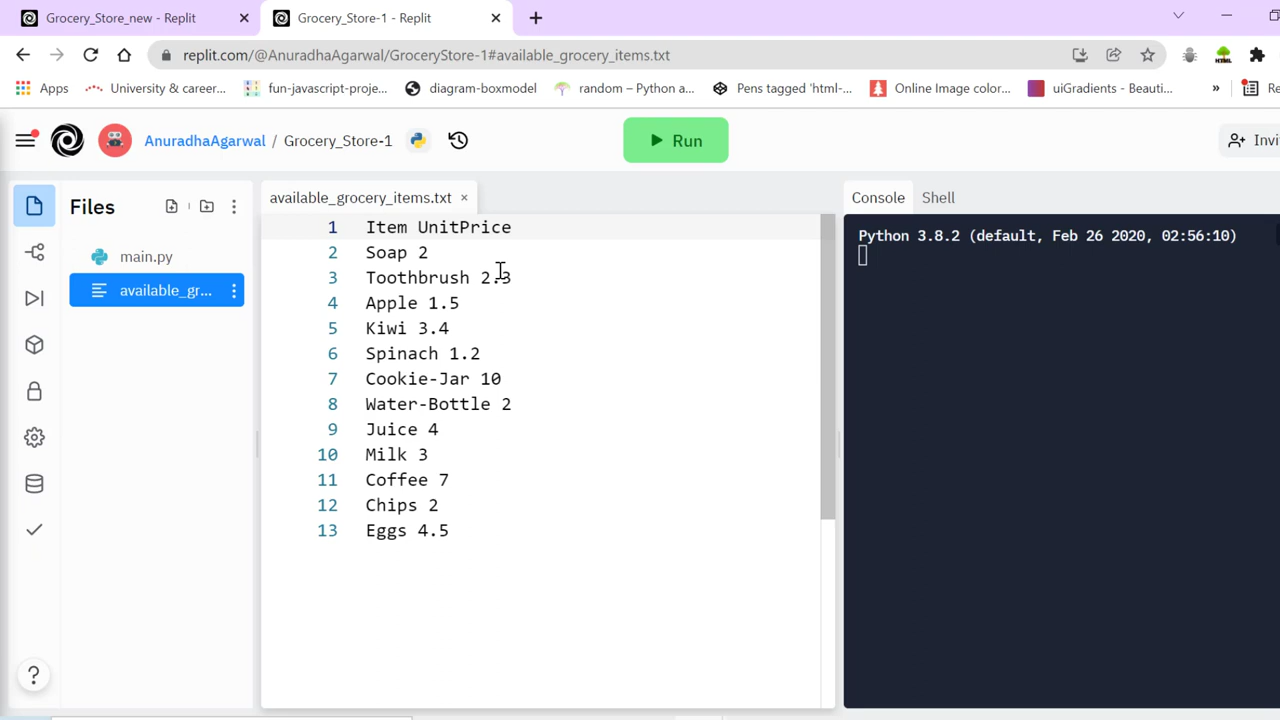 Grocery_Store_new - Replit
Grocery_Store-1 - Replit
replit.com/@AnuradhaAgarwal/GroceryStore-1#available_grocery_items.txt
Apps
University & career...
fun-javascript-proje...
diagram-boxmodel
random – Python a...
Pens tagged 'html-...
Online Image color...
uiGradients - Beauti...
»
AnuradhaAgarwal / Grocery_Store-1
Run
Invi
Files
main.py
available_gr...
available_grocery_items.txt
1 Item UnitPrice
2 Soap 2
3 Toothbrush 2.3
4 Apple 1.5
5 Kiwi 3.4
6 Spinach 1.2
7 Cookie-Jar 10
8 Water-Bottle 2
9 Juice 4
10 Milk 3
11 Coffee 7
12 Chips 2
13 Eggs 4.5
Console
Shell
Python 3.8.2 (default, Feb 26 2020, 02:56:10)
?